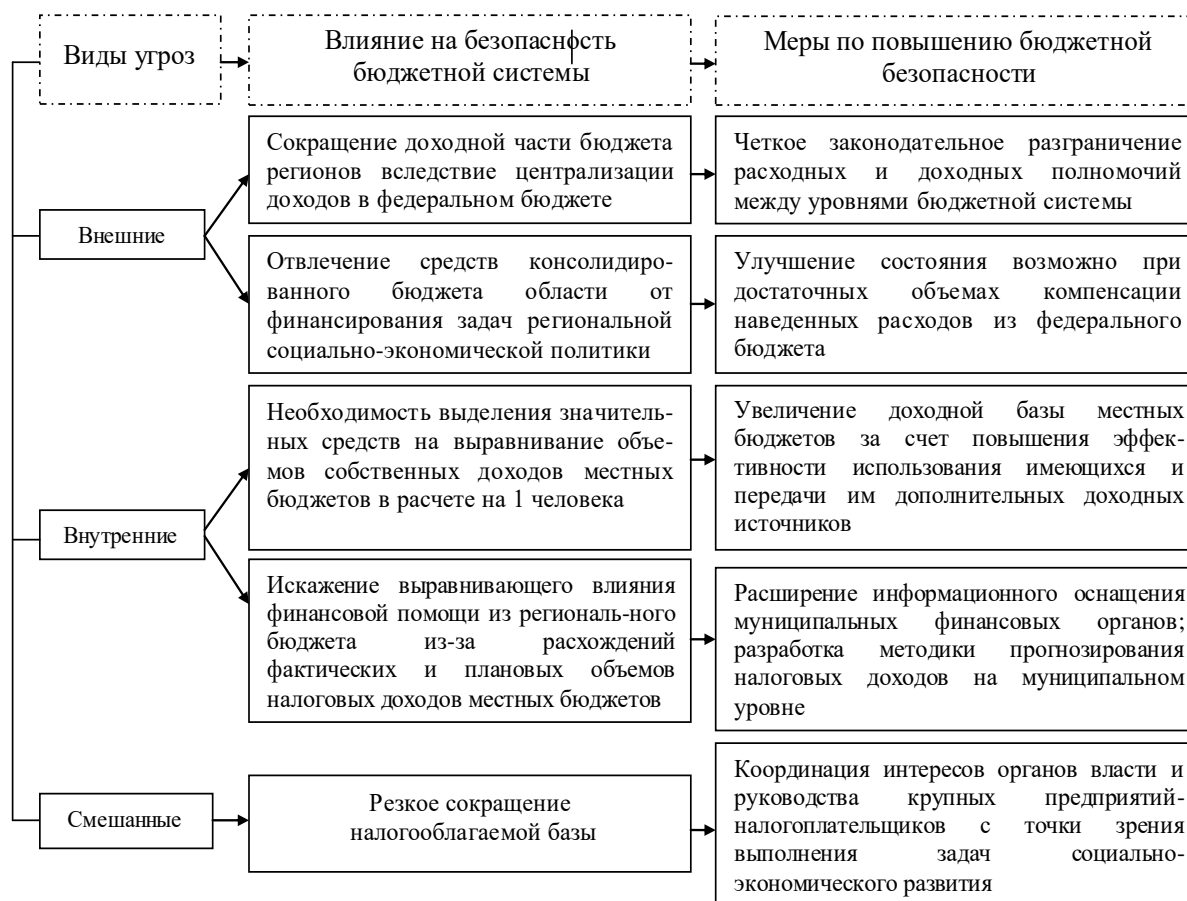 Виды угроз
Влияние на безопасность
бюджетной системы
Меры по повышению бюджетной
безопасности
Внешние
Сокращение доходной части бюджета
регионов вследствие централизации
доходов в федеральном бюджете
Четкое законодательное разграничение
расходных и доходных полномочий
между уровнями бюджетной системы
Отвлечение средств консолидиро-
ванного бюджета области от
финансирования задач региональной
социально-экономической политики
Улучшение состояния возможно при
достаточных объемах компенсации
наведенных расходов из федерального
бюджета
Внутренние
Необходимость выделения значитель-
ных средств на выравнивание объе-
мов собственных доходов местных
бюджетов в расчете на 1 человека
Увеличение доходной базы местных
бюджетов за счет повышения эффек-
тивности использования имеющихся и
передачи им дополнительных доходных
источников
Искажение выравнивающего влияния
финансовой помощи из региональ-ного
бюджета из-за расхождений
фактических и плановых объемов
налоговых доходов местных бюджетов
Расширение информационного оснащения
муниципальных финансовых органов;
разработка методики прогнозирования
налоговых доходов на муниципальном
уровне
Смешанные
Резкое сокращение
налогооблагаемой базы
Координация интересов органов власти и
руководства крупных предприятий-
налогоплательщиков с точки зрения
выполнения задач социально-
экономического развития